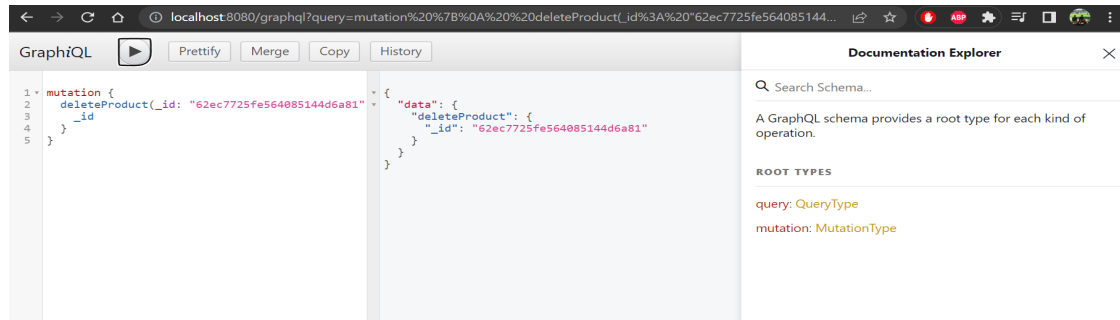 localhost:8080/graphql?query=mutation%20%7B%0A%20%20deleteProduct(_id%3A%20"62ec7725fe564085144...
ABP
GraphiQL
Prettify
Merge
Copy
History
1 mutation {
2 deleteProduct(_id: "62ec7725fe564085144d6a81"
3 _id
4 }
5 }
{
"data": {
"deleteProduct": {
"_id": "62ec7725fe564085144d6a81"
}
}
}
Documentation Explorer
Search Schema...
A GraphQL schema provides a root type for each kind of
operation.
ROOT TYPES
query: QueryType
mutation: MutationType